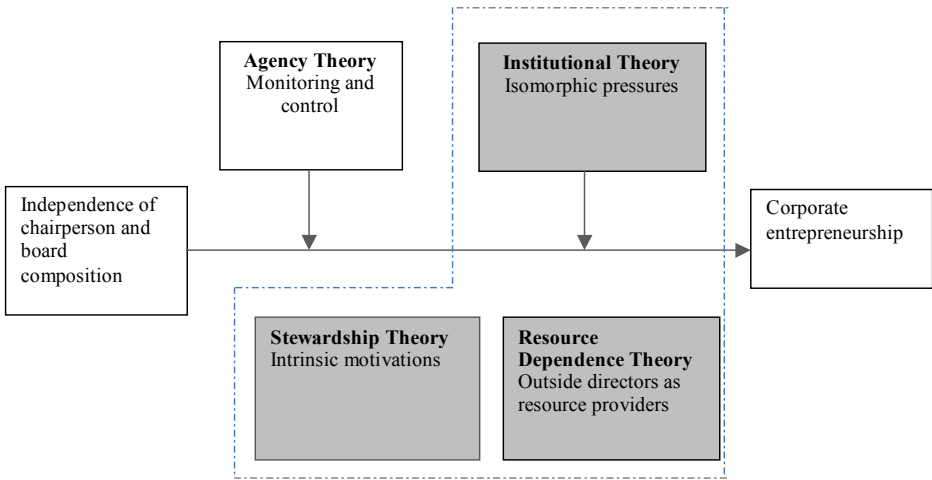 Agency Theory
Monitoring and
control
Institutional Theory
Isomorphic pressures
Independence of
chairperson and
board
composition
Corporate
entrepreneurship
Stewardship Theory
Intrinsic motivations
Resource
Dependence Theory
Outside directors as
resource providers